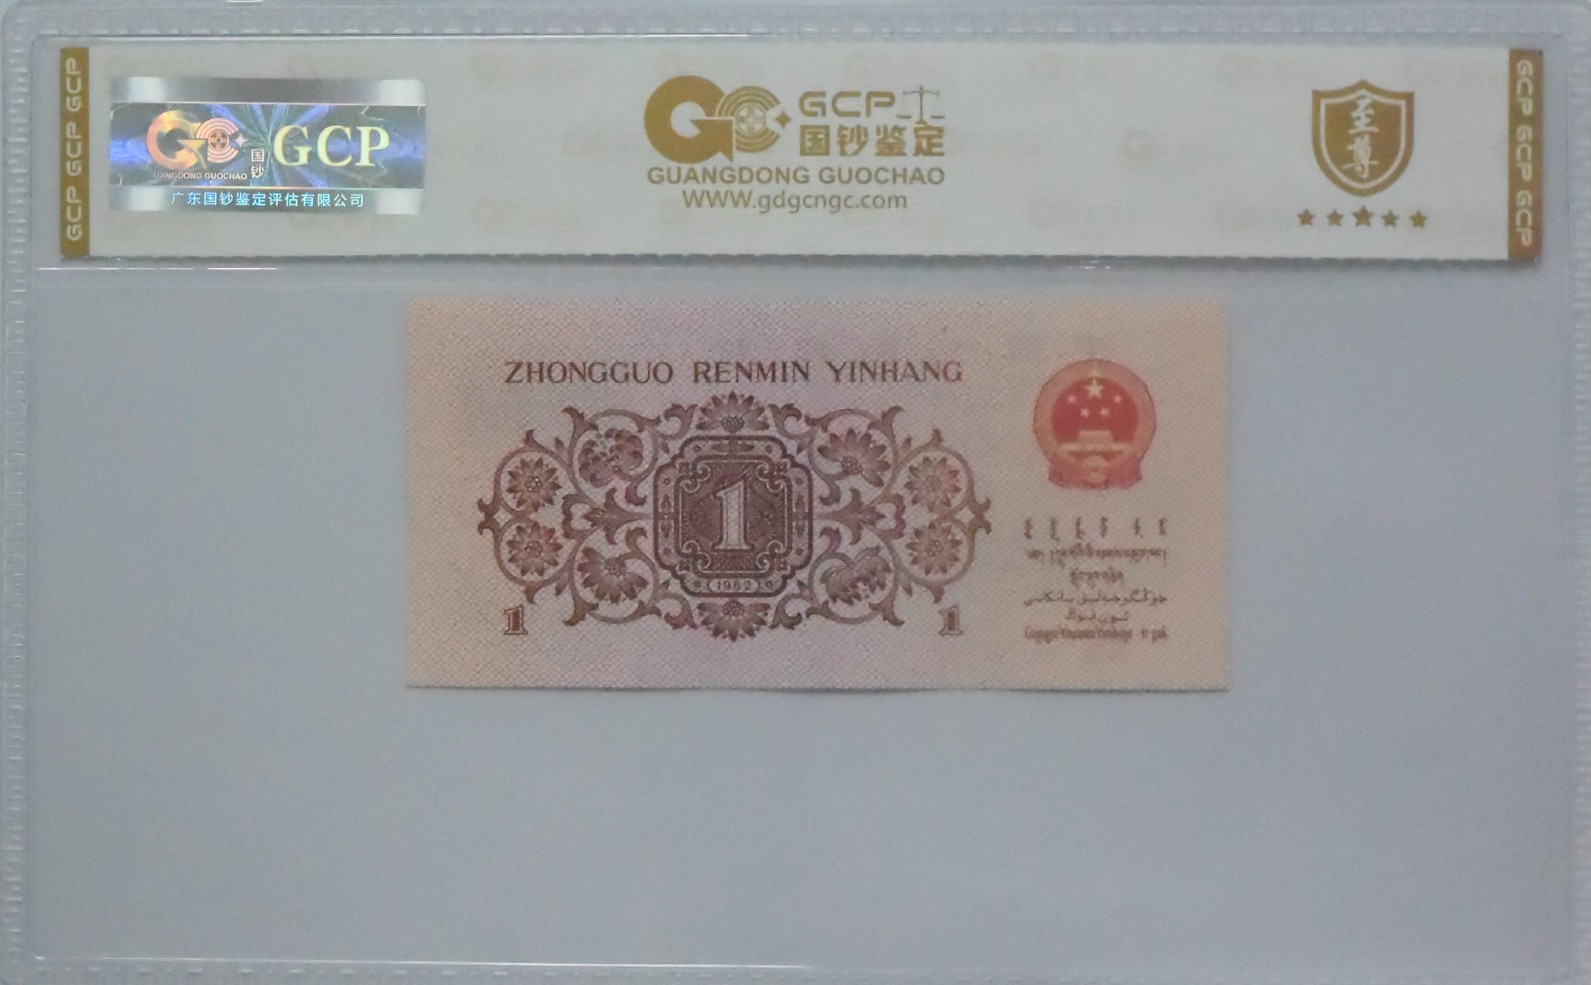 GCP GCP GCP
国钞
GCP
GUANGDONG GUOCHAO
广东国钞鉴定评估有限公司
GCP
国钞鉴定
GUANGDONG GUOCHAO
WWW.gdgcngc.com
至尊
GCP GCP GCP
ZHONGGUO RENMIN YINHANG
1
(1962)
1
1